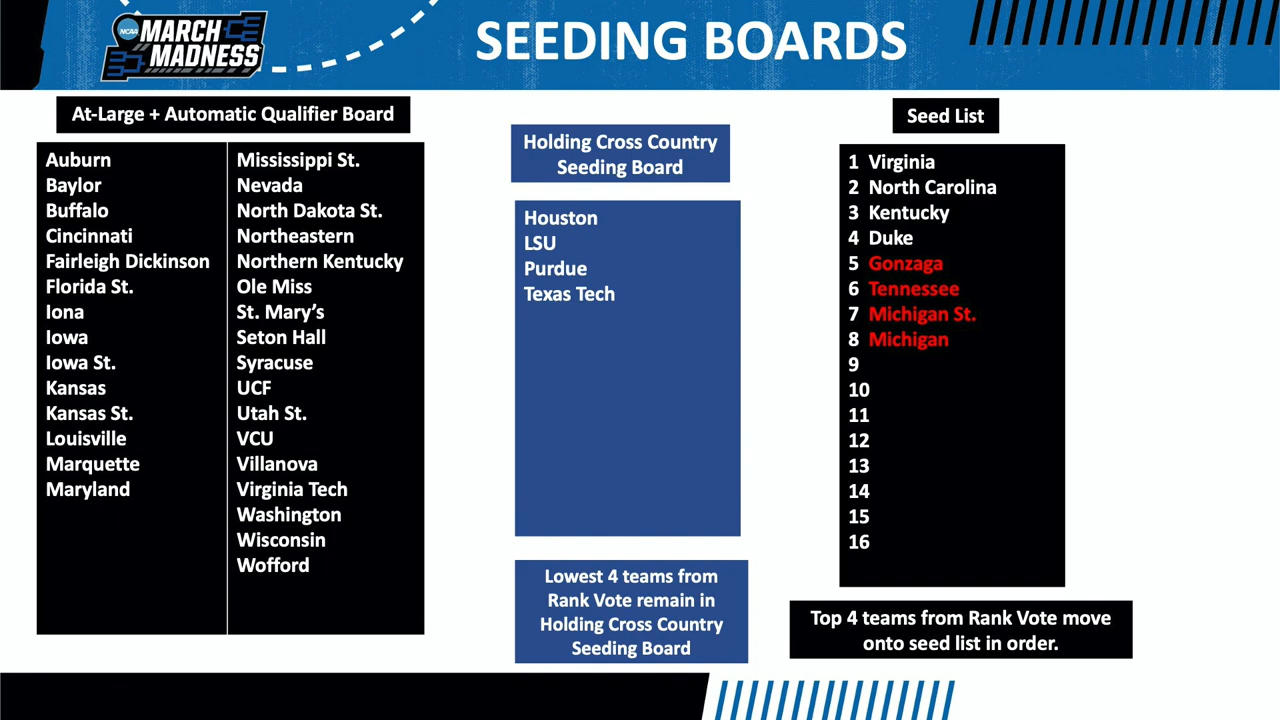 NCAA
MARCH
MADNESS
SEEDING BOARDS
At-Large + Automatic Qualifier Board
Auburn
Baylor
Buffalo
Cincinnati
Fairleigh Dickinson
Florida St.
Iona
Iowa
Iowa St.
Kansas
Kansas St.
Louisville
Marquette
Maryland
Mississippi St.
Nevada
North Dakota St.
Northeastern
Northern Kentucky
Ole Miss
St. Mary’s
Seton Hall
Syracuse
UCF
Utah St.
VCU
Villanova
Virginia Tech
Washington
Wisconsin
Wofford
Holding Cross Country
Seeding Board
Houston
LSU
Purdue
Texas Tech
Lowest 4 teams from
Rank Vote remain in
Holding Cross Country
Seeding Board
Seed List
1 Virginia
2 North Carolina
3 Kentucky
4 Duke
5 Gonzaga
6 Tennessee
7 Michigan St.
8 Michigan
9
10
11
12
13
14
15
16
Top 4 teams from Rank Vote move
onto seed list in order.